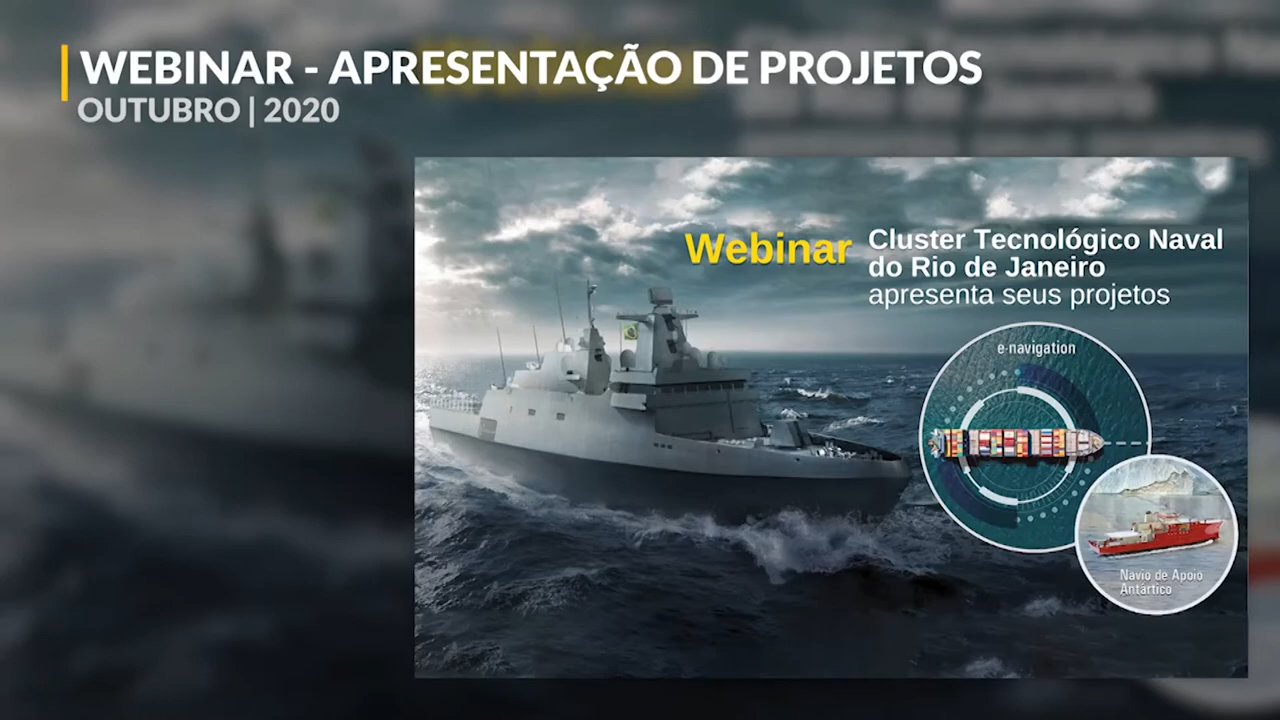 WEBINAR - APRESENTAÇÃO DE PROJETOS
OUTUBRO | 2020
Webinar
Cluster Tecnológico Naval
do Rio de Janeiro
apresenta seus projetos
e-navigation
Navio de Apoio
Antártico